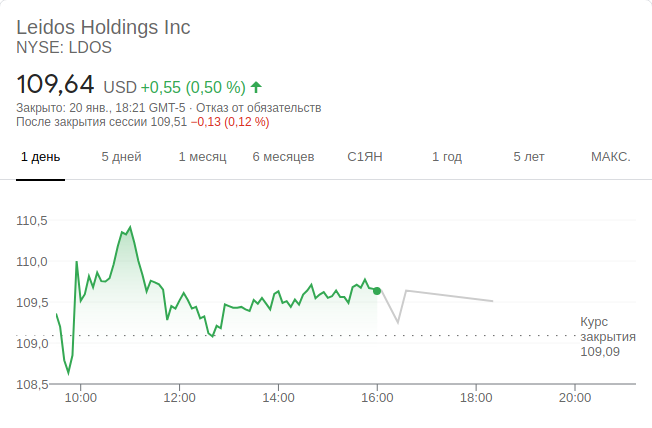 Leidos Holdings Inc
NYSE: LDOS
109,64 USD +0,55 (0,50 %)
Закрыто: 20 янв., 18:21 GMT-5 · Отказ от обязательств
После закрытия сессии 109,51 −0,13 (0,12 %)
1 день 5 дней 1 месяц 6 месяцев С1ЯН 1 год 5 лет МАКС.
110,5
110,0
109,5
Курс
закрытия
109,09
109,0
108,5
10:00 12:00 14:00 16:00 18:00 20:00